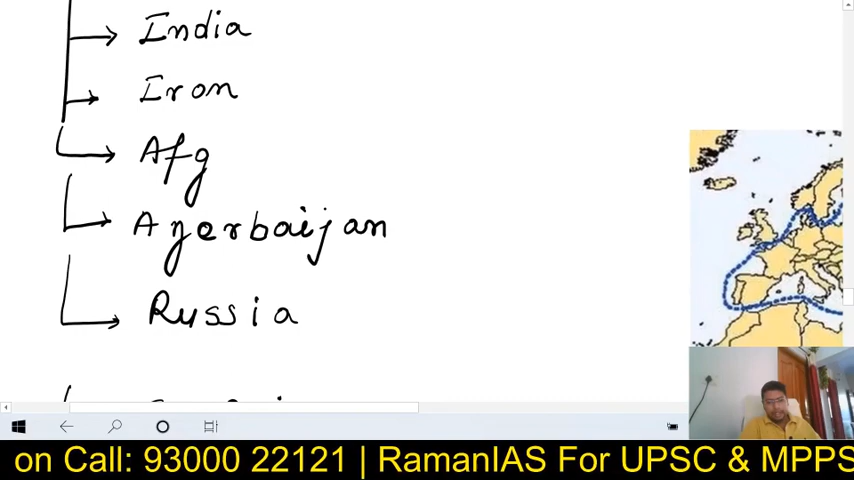 India
Iron
Afg
Azerbaijan
Russia
on Call: 93000 22121 | RamanIAS For UPSC & MPPS